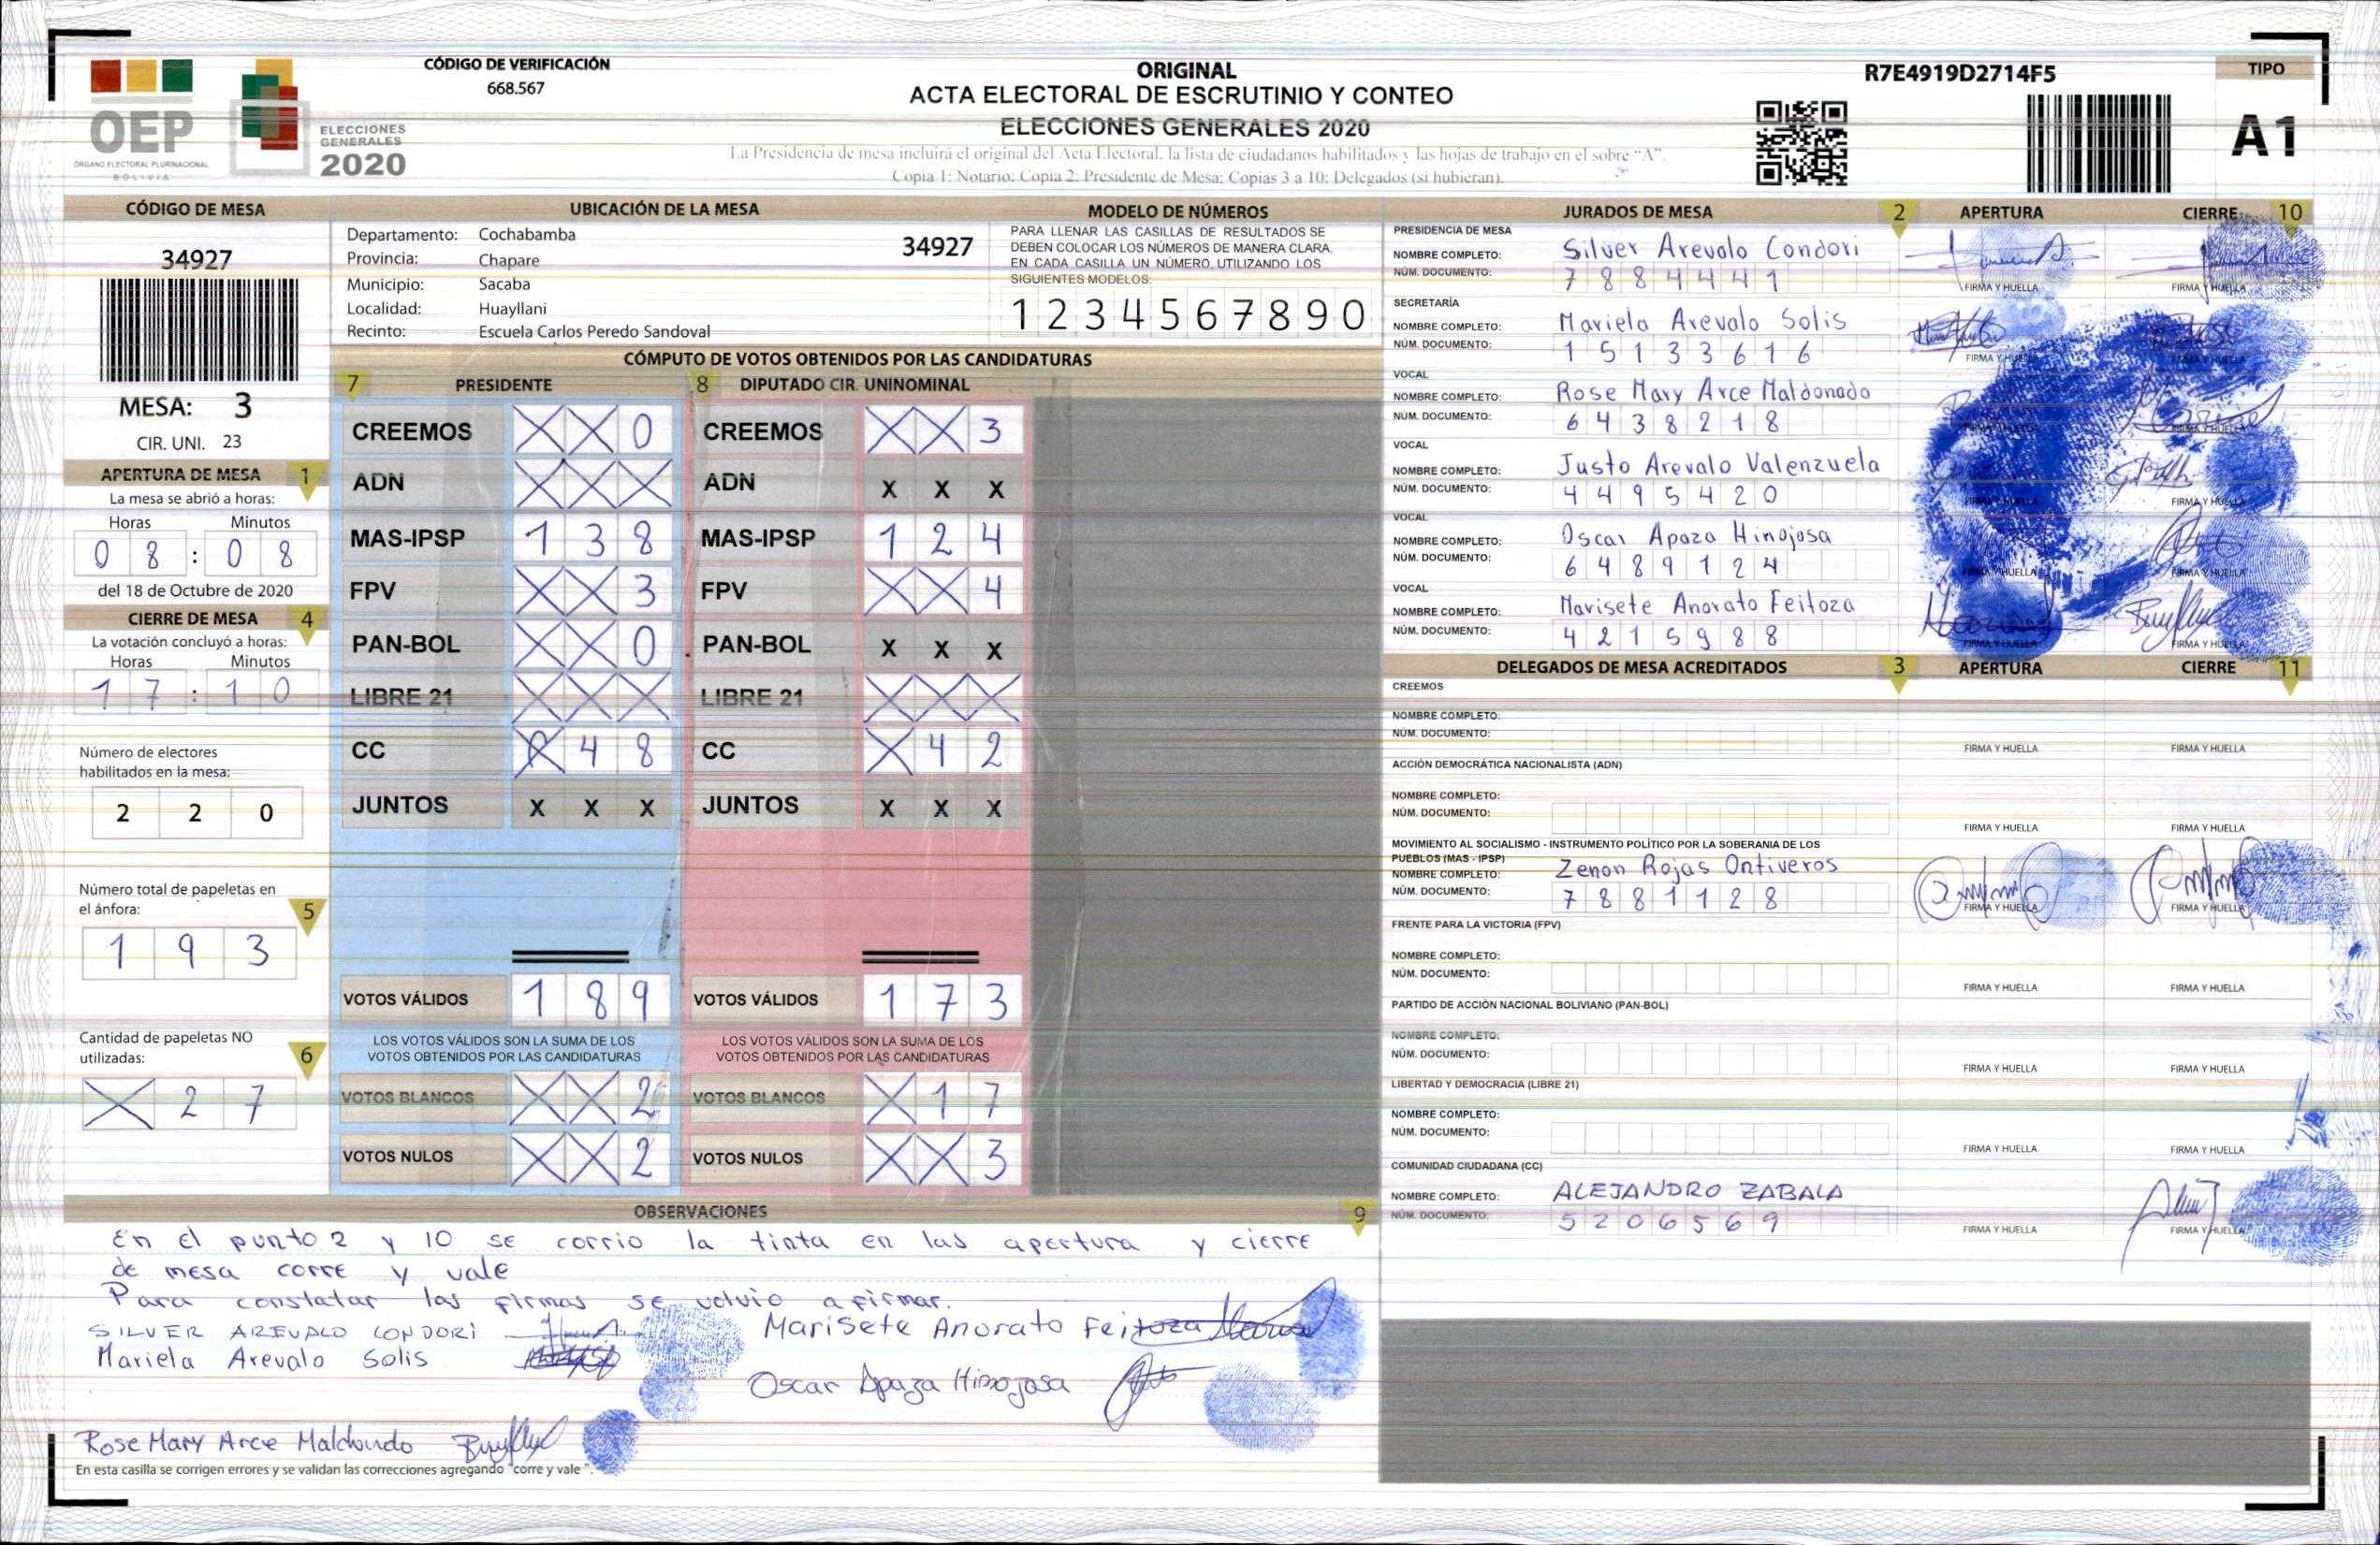 CÓDIGO DE VERIFICACIÓN
668.567
OEP
ÓRGANO ELECTORAL PLURINACIONAL
BOLIVIA
ELECCIONES
GENERALES
2020
ORIGINAL
ACTA ELECTORAL DE ESCRUTINIO Y CONTEO
ELECCIONES GENERALES 2020
La Presidencia de mesa incluirá el original del Acta Electoral, la lista de ciudadanos habilitados y las hojas de trabajo en el sobre "A".
Copia 1: Notario; Copia 2: Presidente de Mesa; Copias 3 a 10: Delegados (si hubieran).
R7E4919D2714F5
TIPO
A1
CÓDIGO DE MESA
34927
MESA: 3
CIR. UNI. 23
APERTURA DE MESA 1
La mesa se abrió a horas:
Horas Minutos
0 8 : 0 8
del 18 de Octubre de 2020
CIERRE DE MESA 4
La votación concluyó a horas:
Horas Minutos
1 7 : 1 0
Número de electores
habilitados en la mesa:
2 2 0
Número total de papeletas en
el ánfora: 5
1 9 3
Cantidad de papeletas NO
utilizadas: 6
X 2 7
UBICACIÓN DE LA MESA
Departamento: Cochabamba
Provincia: Chapare
Municipio: Sacaba
Localidad: Huayllani
Recinto: Escuela Carlos Peredo Sandoval
34927
MODELO DE NÚMEROS
PARA LLENAR LAS CASILLAS DE RESULTADOS SE
DEBEN COLOCAR LOS NÚMEROS DE MANERA CLARA.
EN CADA CASILLA UN NÚMERO, UTILIZANDO LOS
SIGUIENTES MODELOS:
1 2 3 4 5 6 7 8 9 0
CÓMPUTO DE VOTOS OBTENIDOS POR LAS CANDIDATURAS
7 PRESIDENTE
CREEMOS X X 0
ADN X X X
MAS-IPSP 1 3 8
FPV X X 3
PAN-BOL X X 0
LIBRE 21 X X X
CC X 4 8
JUNTOS X X X
VOTOS VÁLIDOS 1 8 9
LOS VOTOS VÁLIDOS SON LA SUMA DE LOS
VOTOS OBTENIDOS POR LAS CANDIDATURAS
VOTOS BLANCOS X X 2
VOTOS NULOS X X 2
8 DIPUTADO CIR. UNINOMINAL
CREEMOS X X 3
ADN X X X
MAS-IPSP 1 2 4
FPV X X 4
PAN-BOL X X X
LIBRE 21 X X X
CC X 4 2
JUNTOS X X X
VOTOS VÁLIDOS 1 7 3
LOS VOTOS VÁLIDOS SON LA SUMA DE LOS
VOTOS OBTENIDOS POR LAS CANDIDATURAS
VOTOS BLANCOS X 1 7
VOTOS NULOS X X 3
JURADOS DE MESA 2 APERTURA CIERRE 10
PRESIDENCIA DE MESA
NOMBRE COMPLETO: Silver Arevalo Condori
NÚM. DOCUMENTO: 7 8 8 4 4 4 1
FIRMA Y HUELLA FIRMA Y HUELLA
SECRETARÍA
NOMBRE COMPLETO: Mariela Arevalo Solis
NÚM. DOCUMENTO: 1 5 1 3 3 6 1 6
FIRMA Y HUELLA FIRMA Y HUELLA
VOCAL
NOMBRE COMPLETO: Rose Mary Arce Maldonado
NÚM. DOCUMENTO: 6 4 3 8 2 1 8
FIRMA Y HUELLA FIRMA Y HUELLA
VOCAL
NOMBRE COMPLETO: Justo Arevalo Valenzuela
NÚM. DOCUMENTO: 4 4 9 5 4 2 0
FIRMA Y HUELLA FIRMA Y HUELLA
VOCAL
NOMBRE COMPLETO: Oscar Apaza Hinojosa
NÚM. DOCUMENTO: 6 4 8 9 1 2 4
FIRMA Y HUELLA FIRMA Y HUELLA
VOCAL
NOMBRE COMPLETO: Marisete Anorato Feitoza
NÚM. DOCUMENTO: 4 2 1 5 9 8 8
FIRMA Y HUELLA FIRMA Y HUELLA
DELEGADOS DE MESA ACREDITADOS 3 APERTURA CIERRE 11
CREEMOS
NOMBRE COMPLETO:
NÚM. DOCUMENTO:
FIRMA Y HUELLA FIRMA Y HUELLA
ACCIÓN DEMOCRÁTICA NACIONALISTA (ADN)
NOMBRE COMPLETO:
NÚM. DOCUMENTO:
FIRMA Y HUELLA FIRMA Y HUELLA
MOVIMIENTO AL SOCIALISMO - INSTRUMENTO POLÍTICO POR LA SOBERANIA DE LOS
PUEBLOS (MAS - IPSP)
NOMBRE COMPLETO: Zenon Rojas Ontiveros
NÚM. DOCUMENTO: 7 8 8 1 1 2 8
FIRMA Y HUELLA FIRMA Y HUELLA
FRENTE PARA LA VICTORIA (FPV)
NOMBRE COMPLETO:
NÚM. DOCUMENTO:
FIRMA Y HUELLA FIRMA Y HUELLA
PARTIDO DE ACCIÓN NACIONAL BOLIVIANO (PAN-BOL)
NOMBRE COMPLETO:
NÚM. DOCUMENTO:
FIRMA Y HUELLA FIRMA Y HUELLA
LIBERTAD Y DEMOCRACIA (LIBRE 21)
NOMBRE COMPLETO:
NÚM. DOCUMENTO:
FIRMA Y HUELLA FIRMA Y HUELLA
COMUNIDAD CIUDADANA (CC)
NOMBRE COMPLETO: ALEJANDRO ZABALA
NÚM. DOCUMENTO: 5 2 0 6 5 6 9
FIRMA Y HUELLA FIRMA Y HUELLA
OBSERVACIONES 9
En el punto 2 y 10 se corrio la tinta en las apertura y cierre
de mesa corre y vale
Para constatar las firmas se volvio a firmar.
SILVER AREVALO CONDORI
Mariela Arevalo Solis
Marisete Anorato Feitoza
Oscar Apaza Hinojosa
Rose Mary Arce Maldonado
En esta casilla se corrigen errores y se validan las correcciones agregando "corre y vale".